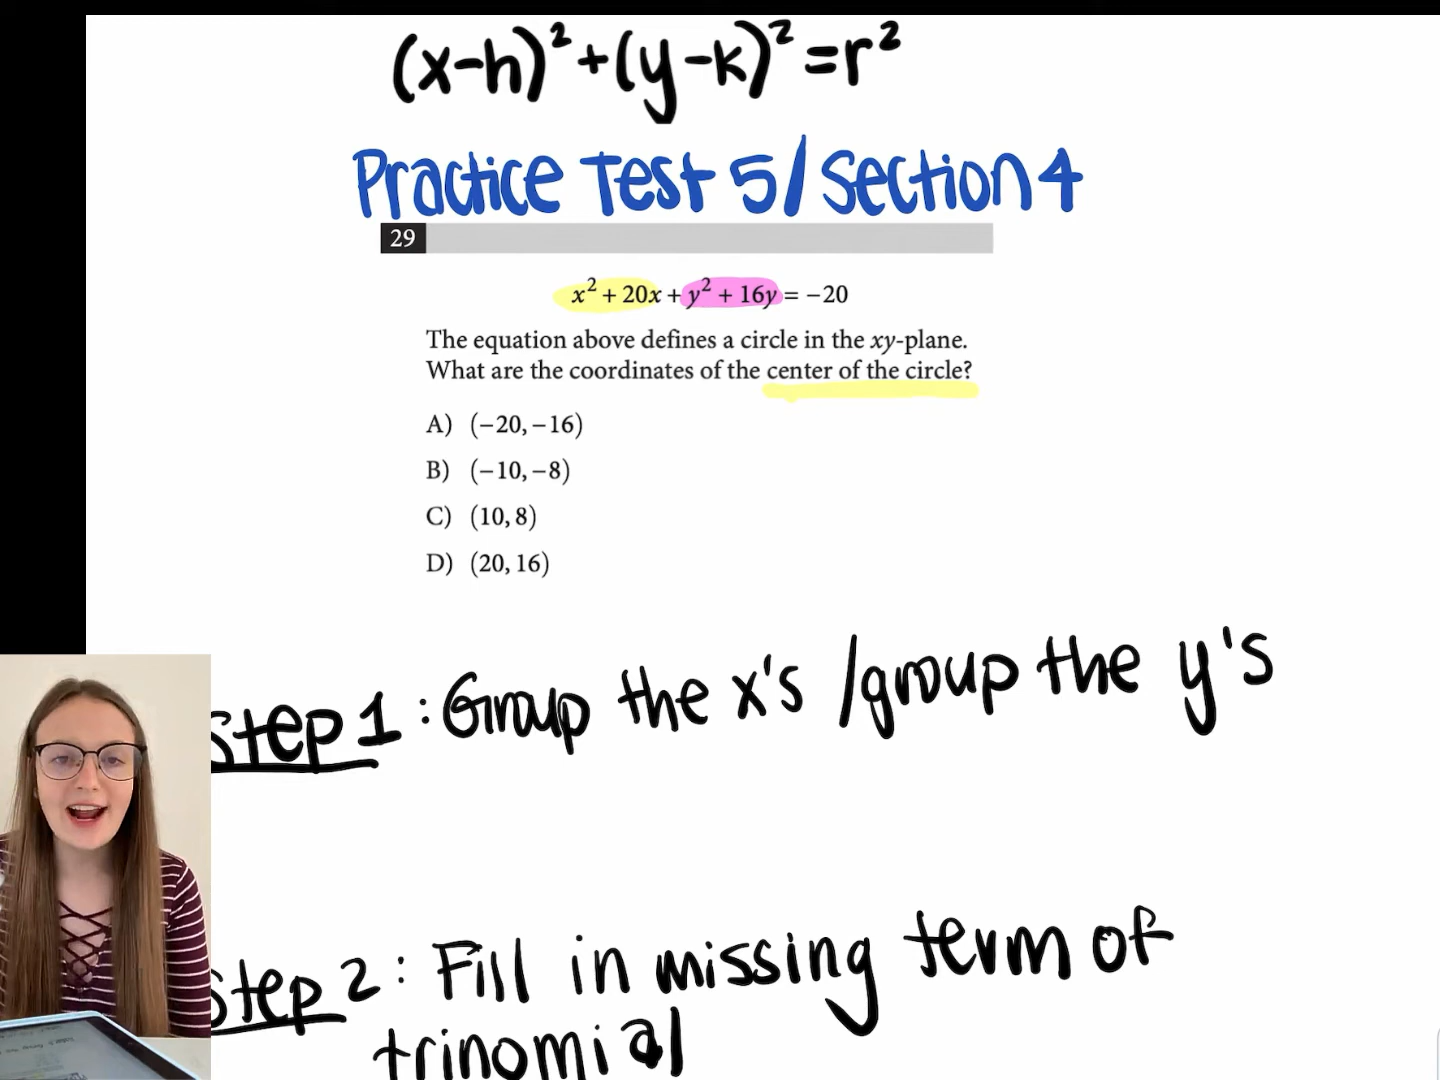 (x-h)²+(y-k)²=r²
Practice Test 5/Section 4
29
x² + 20x + y² + 16y = −20
The equation above defines a circle in the xy-plane.
What are the coordinates of the center of the circle?
A) (−20, −16)
B) (−10, −8)
C) (10, 8)
D) (20, 16)
Step 1: Group the x's / group the y's
Step 2: Fill in missing term of
trinomial